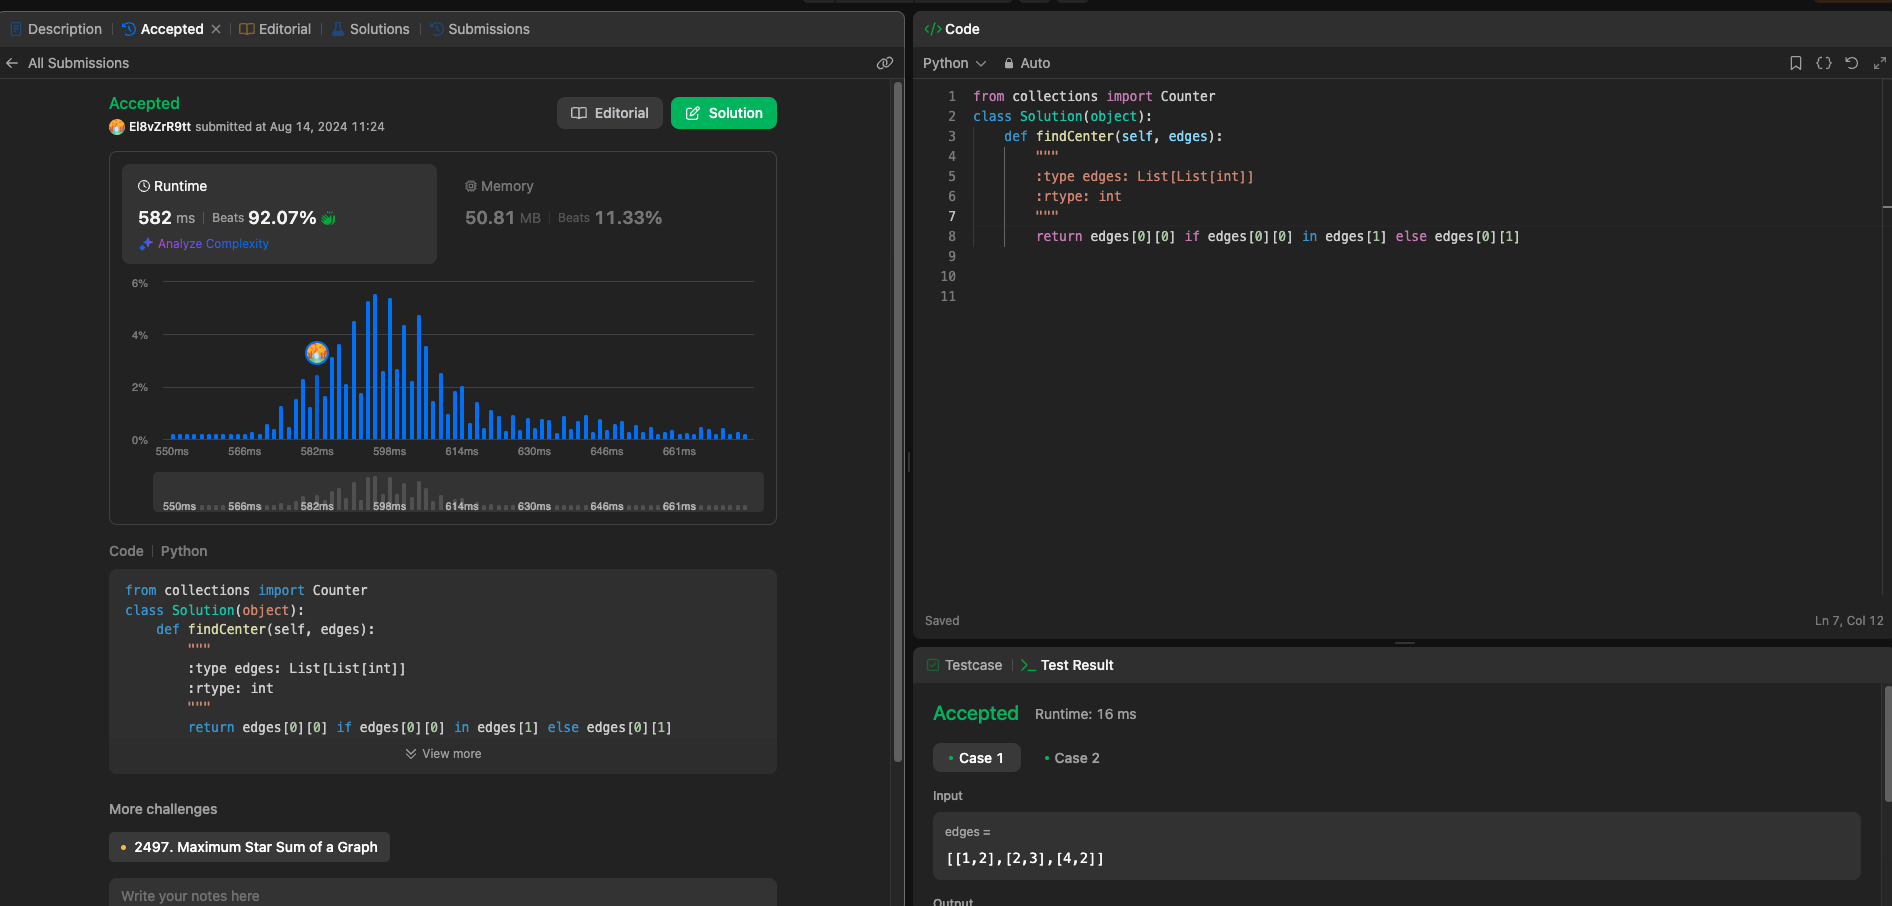 Description
Accepted
Editorial
Solutions
Submissions
All Submissions
Accepted
El8vZrR9tt submitted at Aug 14, 2024 11:24
Editorial
Solution
Runtime
582 ms | Beats 92.07%
Analyze Complexity
Memory
50.81 MB | Beats 11.33%
6%
4%
2%
0%
550ms 566ms 582ms 598ms 614ms 630ms 646ms 661ms
550ms 566ms 582ms 598ms 614ms 630ms 646ms 661ms
Code | Python
from collections import Counter
class Solution(object):
    def findCenter(self, edges):
        """
        :type edges: List[List[int]]
        :rtype: int
        """
        return edges[0][0] if edges[0][0] in edges[1] else edges[0][1]
View more
More challenges
2497. Maximum Star Sum of a Graph
Write your notes here
</> Code
Python
Auto
1 from collections import Counter
2 class Solution(object):
3     def findCenter(self, edges):
4         """
5         :type edges: List[List[int]]
6         :rtype: int
7         """
8         return edges[0][0] if edges[0][0] in edges[1] else edges[0][1]
9
10
11
Saved
Ln 7, Col 12
Testcase
Test Result
Accepted
Runtime: 16 ms
Case 1
Case 2
Input
edges =
[[1,2],[2,3],[4,2]]
Output